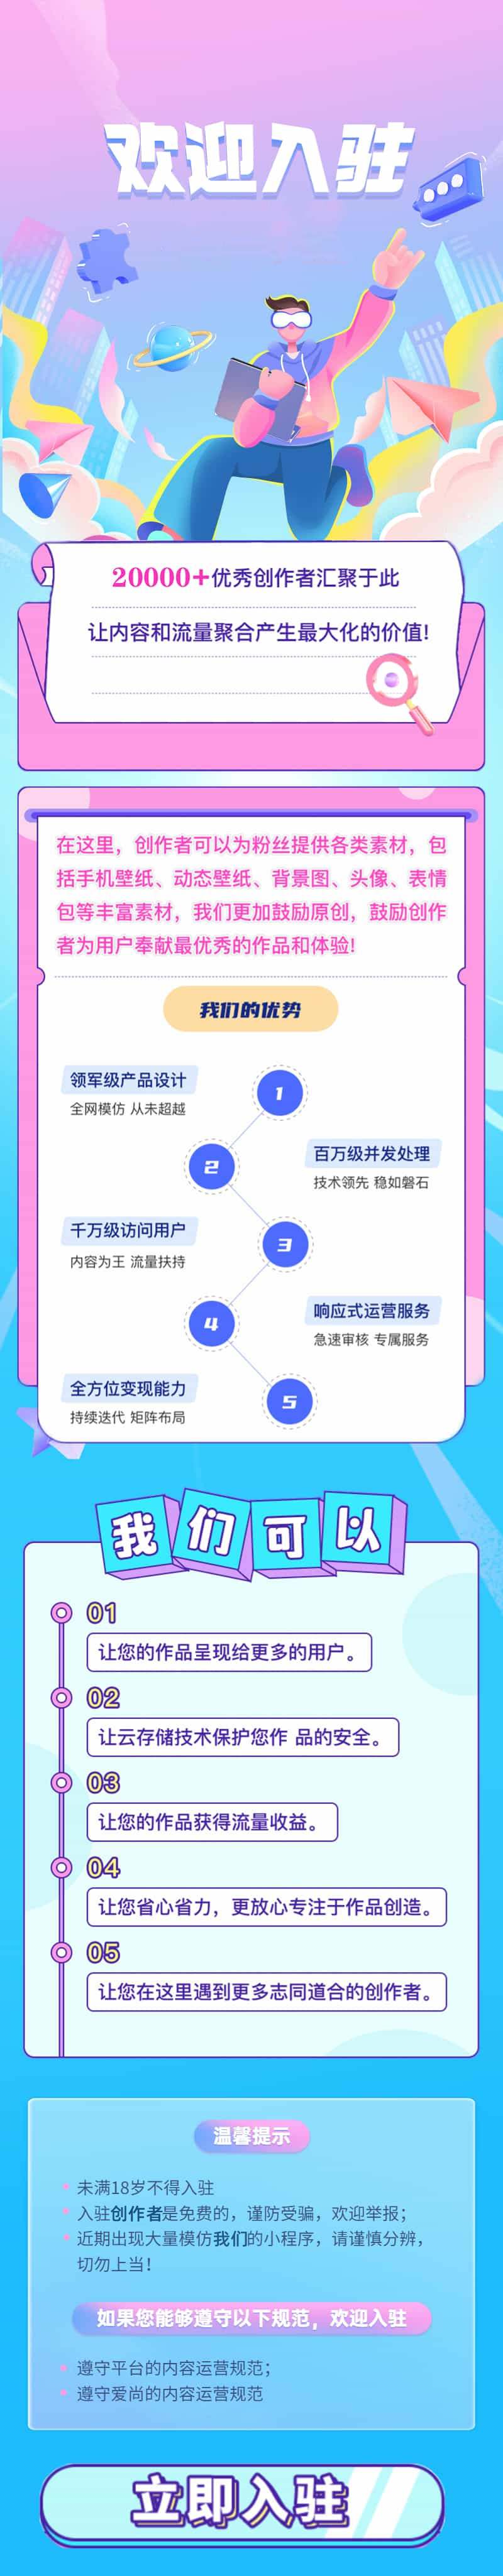 欢迎入驻
20000+优秀创作者汇聚于此
让内容和流量聚合产生最大化的价值!
在这里，创作者可以为粉丝提供各类素材，包
括手机壁纸、动态壁纸、背景图、头像、表情
包等丰富素材，我们更加鼓励原创，鼓励创作
者为用户奉献最优秀的作品和体验!
我们的优势
领军级产品设计
全网模仿 从未超越
1
2
百万级并发处理
技术领先 稳如磐石
千万级访问用户
内容为王 流量扶持
3
4
响应式运营服务
急速审核 专属服务
全方位变现能力
持续迭代 矩阵布局
5
我们可以
01
让您的作品呈现给更多的用户。
02
让云存储技术保护您作 品的安全。
03
让您的作品获得流量收益。
04
让您省心省力，更放心专注于作品创造。
05
让您在这里遇到更多志同道合的创作者。
温馨提示
未满18岁不得入驻
入驻创作者是免费的，谨防受骗，欢迎举报；
近期出现大量模仿我们的小程序，请谨慎分辨，
切勿上当！
如果您能够遵守以下规范，欢迎入驻
遵守平台的内容运营规范；
遵守爱尚的内容运营规范
立即入驻